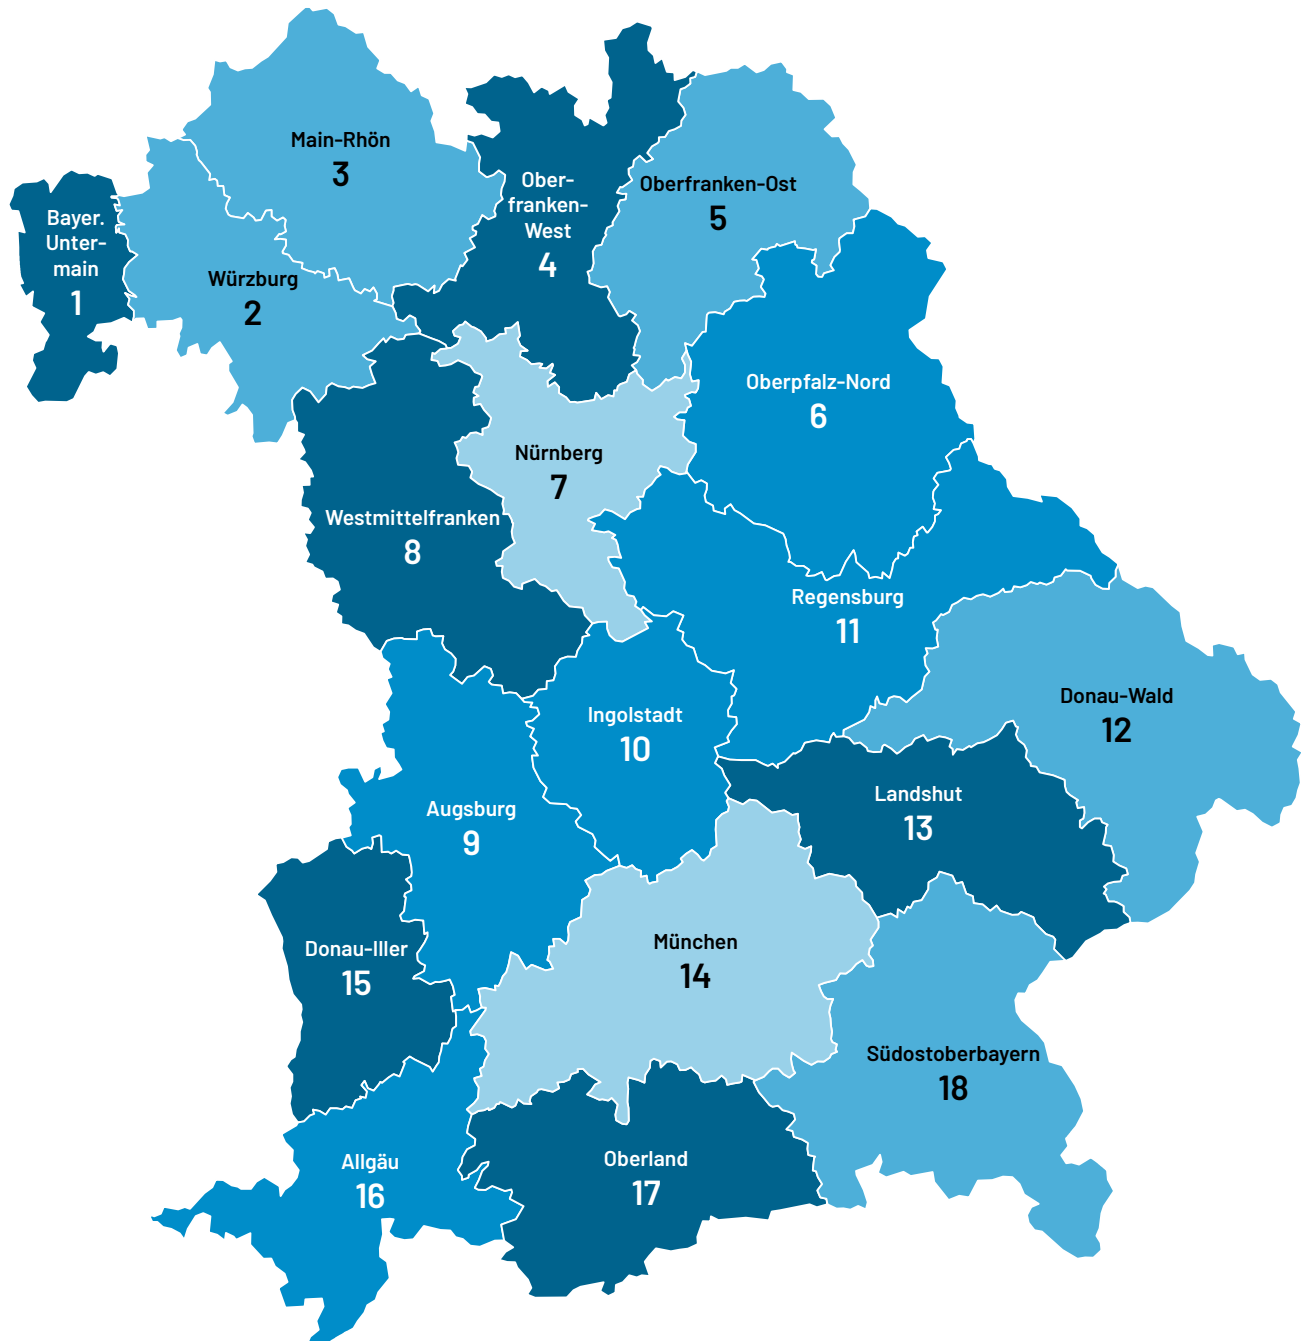 Main-Rhön
3
Bayer.
Unter-
main
1
Würzburg
2
Ober-
franken-
West
4
Oberfranken-Ost
5
Oberpfalz-Nord
6
Nürnberg
7
Westmittelfranken
8
Regensburg
11
Donau-Wald
12
Ingolstadt
10
Augsburg
9
Landshut
13
Donau-Iller
15
München
14
Südostoberbayern
18
Allgäu
16
Oberland
17